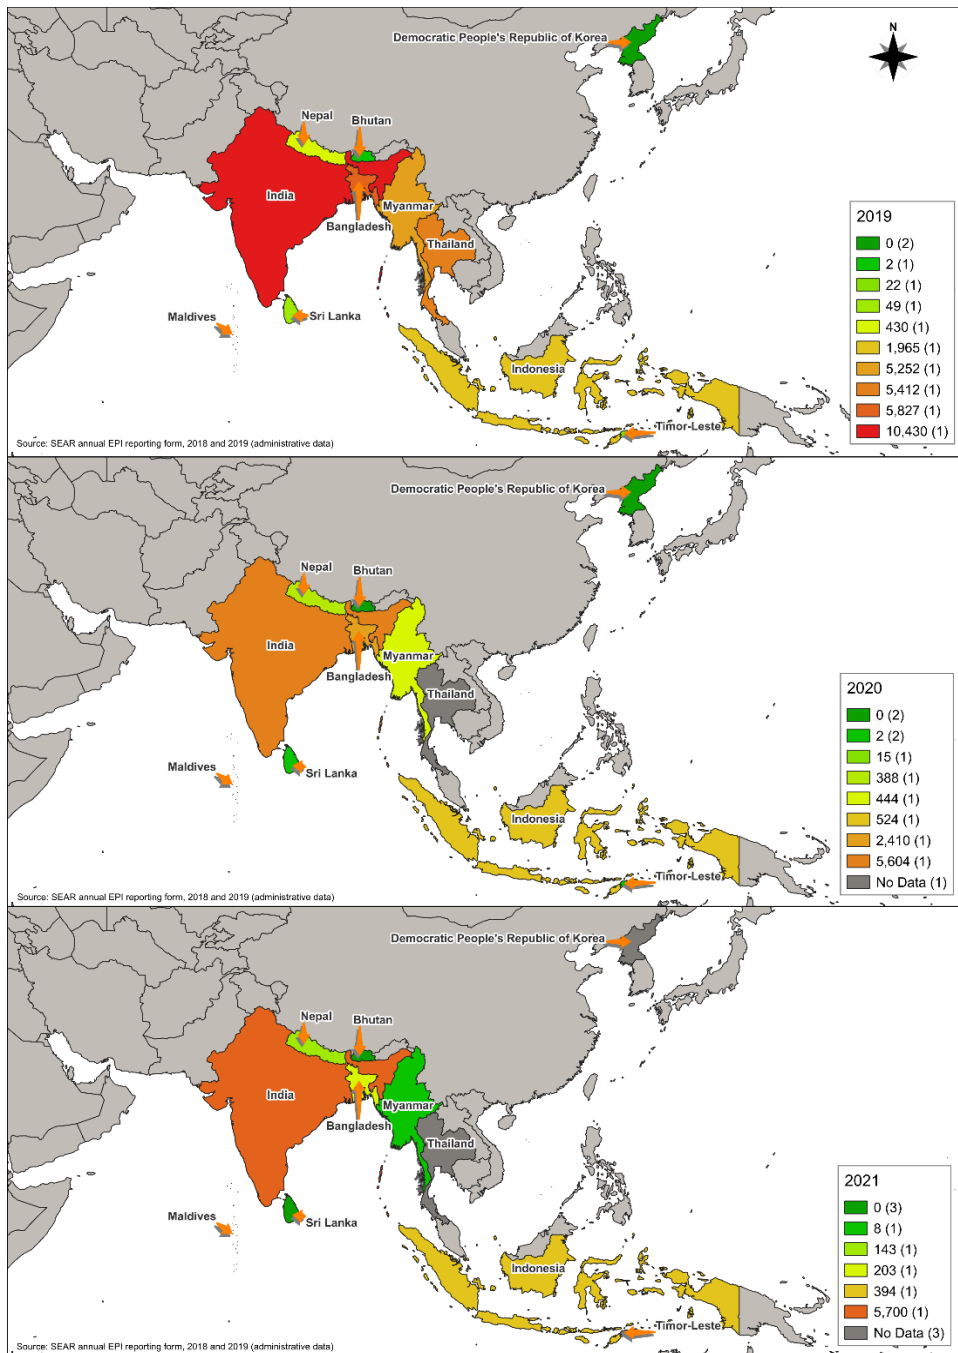 N
Democratic People's Republic of Korea
Nepal
Bhutan
India
Myanmar
Bangladesh
Thailand
Maldives
Sri Lanka
Indonesia
Timor-Leste
2019
0 (2)
2 (1)
22 (1)
49 (1)
430 (1)
1,965 (1)
5,252 (1)
5,412 (1)
5,827 (1)
10,430 (1)
Source: SEAR annual EPI reporting form, 2018 and 2019 (administrative data)
Democratic People's Republic of Korea
Nepal
Bhutan
India
Myanmar
Bangladesh
Thailand
Maldives
Sri Lanka
Indonesia
Timor-Leste
2020
0 (2)
2 (2)
15 (1)
388 (1)
444 (1)
524 (1)
2,410 (1)
5,604 (1)
No Data (1)
Source: SEAR annual EPI reporting form, 2018 and 2019 (administrative data)
Democratic People's Republic of Korea
Nepal
Bhutan
India
Myanmar
Bangladesh
Thailand
Maldives
Sri Lanka
Indonesia
Timor-Leste
2021
0 (3)
8 (1)
143 (1)
203 (1)
394 (1)
5,700 (1)
No Data (3)
Source: SEAR annual EPI reporting form, 2018 and 2019 (administrative data)